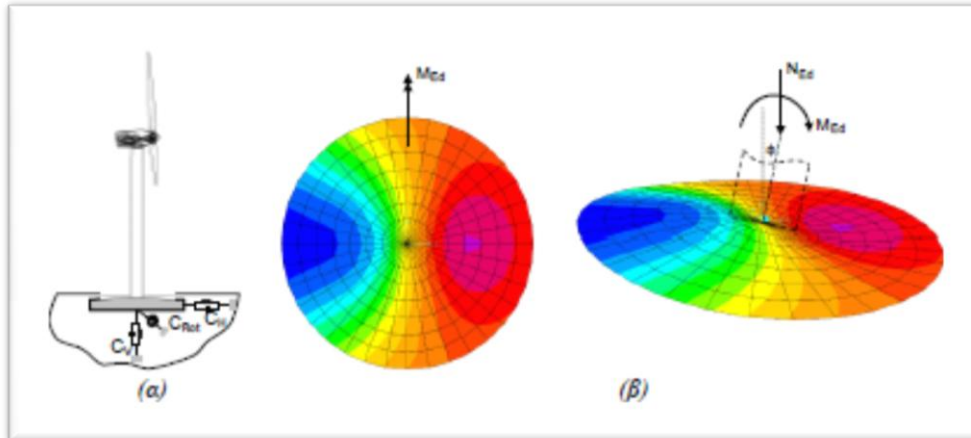 M_Ed
N_Ed
M_Ed
ϕ
C_Rot
C_H
C_V
(α)
(β)